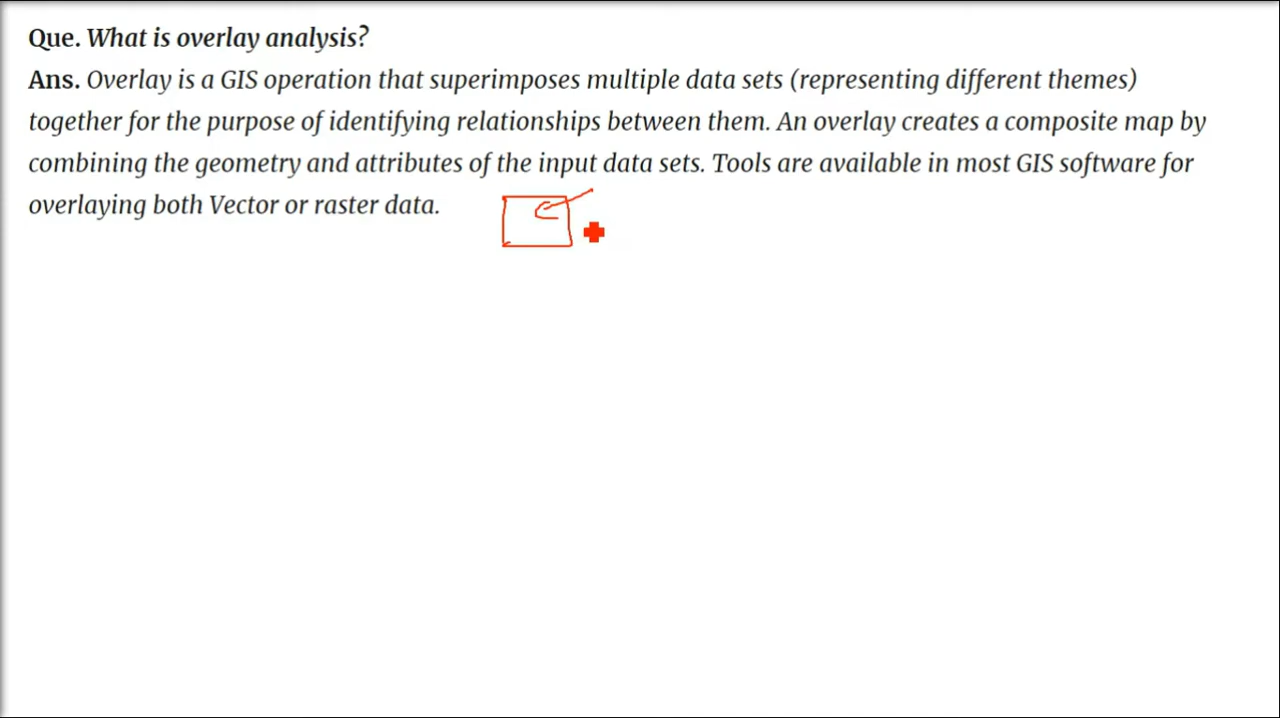 Que. What is overlay analysis?
Ans. Overlay is a GIS operation that superimposes multiple data sets (representing different themes)
together for the purpose of identifying relationships between them. An overlay creates a composite map by
combining the geometry and attributes of the input data sets. Tools are available in most GIS software for
overlaying both Vector or raster data.